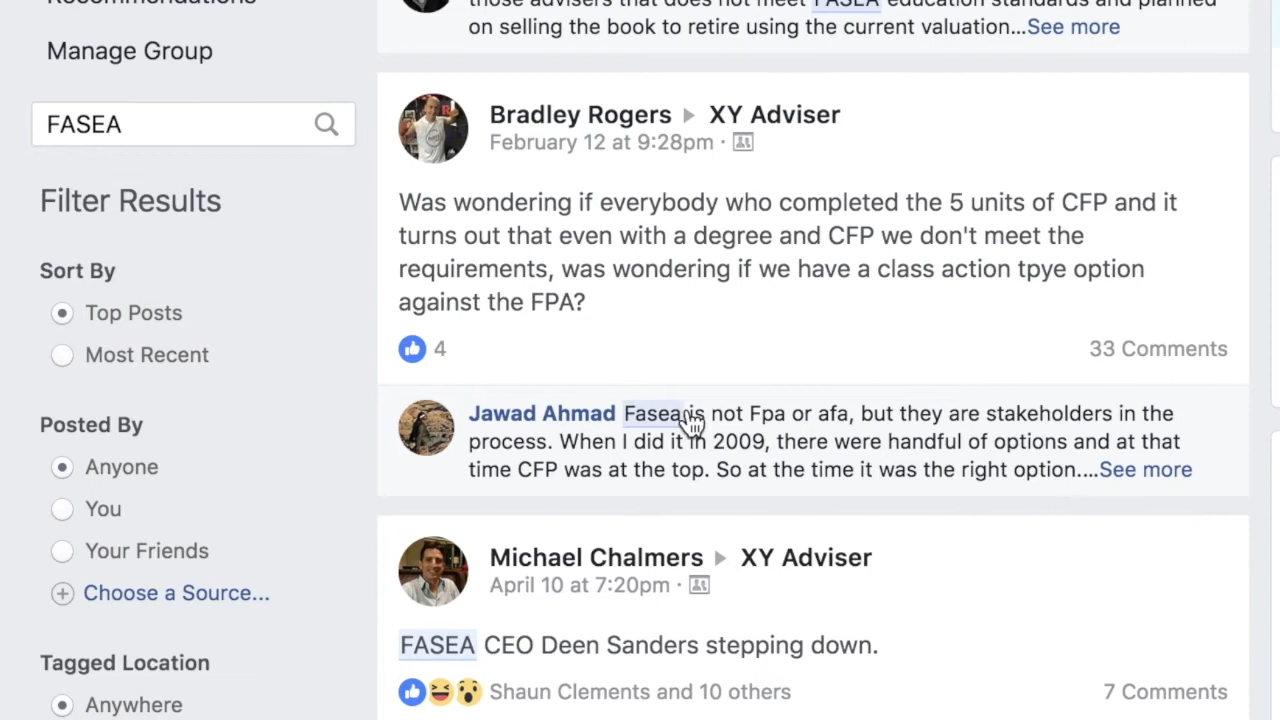 Manage Group
FASEA
Filter Results
Sort By
Top Posts
Most Recent
Posted By
Anyone
You
Your Friends
Choose a Source...
Tagged Location
Anywhere
those advisers that does not meet FASEA education standards and planned
on selling the book to retire using the current valuation...See more
Bradley Rogers XY Adviser
February 12 at 9:28pm ·
Was wondering if everybody who completed the 5 units of CFP and it
turns out that even with a degree and CFP we don't meet the
requirements, was wondering if we have a class action tpye option
against the FPA?
4
33 Comments
Jawad Ahmad Fasea is not Fpa or afa, but they are stakeholders in the
process. When I did it in 2009, there were handful of options and at that
time CFP was at the top. So at the time it was the right option....See more
Michael Chalmers XY Adviser
April 10 at 7:20pm ·
FASEA CEO Deen Sanders stepping down.
Shaun Clements and 10 others
7 Comments